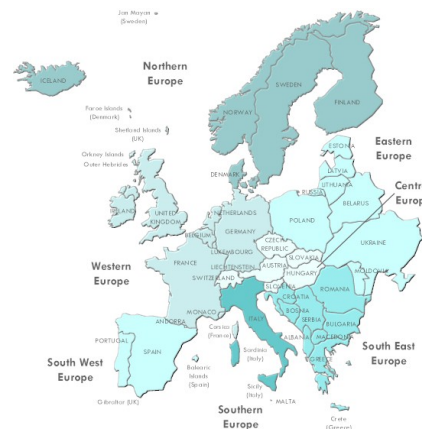 Jan Mayan
(Sweden)
Northern
Europe
ICELAND
SWEDEN
FINLAND
NORWAY
Faroe Islands
(Denmark)
Shetland Islands
(UK)
Orkney Islands
Outer Hebrides
ESTONIA
Eastern
Europe
LATVIA
DENMARK
LITHUANIA
RUSSIA
Centr
Europ
BELARUS
IRELAND
UNITED
KINGDOM
NETHERLANDS
POLAND
BELGIUM
GERMANY
UKRAINE
LUXEMBOURG
CZECH
REPUBLIC
SLOVAKIA
Western
Europe
FRANCE
LIECHTENSTEIN
AUSTRIA
SWITZERLAND
HUNGARY
MOLDOVIA
SLOVENIA
ROMANIA
CROATIA
MONACO
ITALY
BOSNIA
SERBIA
ANDORRA
Corsica
(France)
BULGARIA
PORTUGAL
SPAIN
ALBANIA
MACEDONIA
South West
Europe
Balearic
Islands
(Spain)
Sardinia
(Italy)
GREECE
South East
Europe
Gibraltar (UK)
Sicily
(Italy)
MALTA
Southern
Europe
Crete
(Greece)